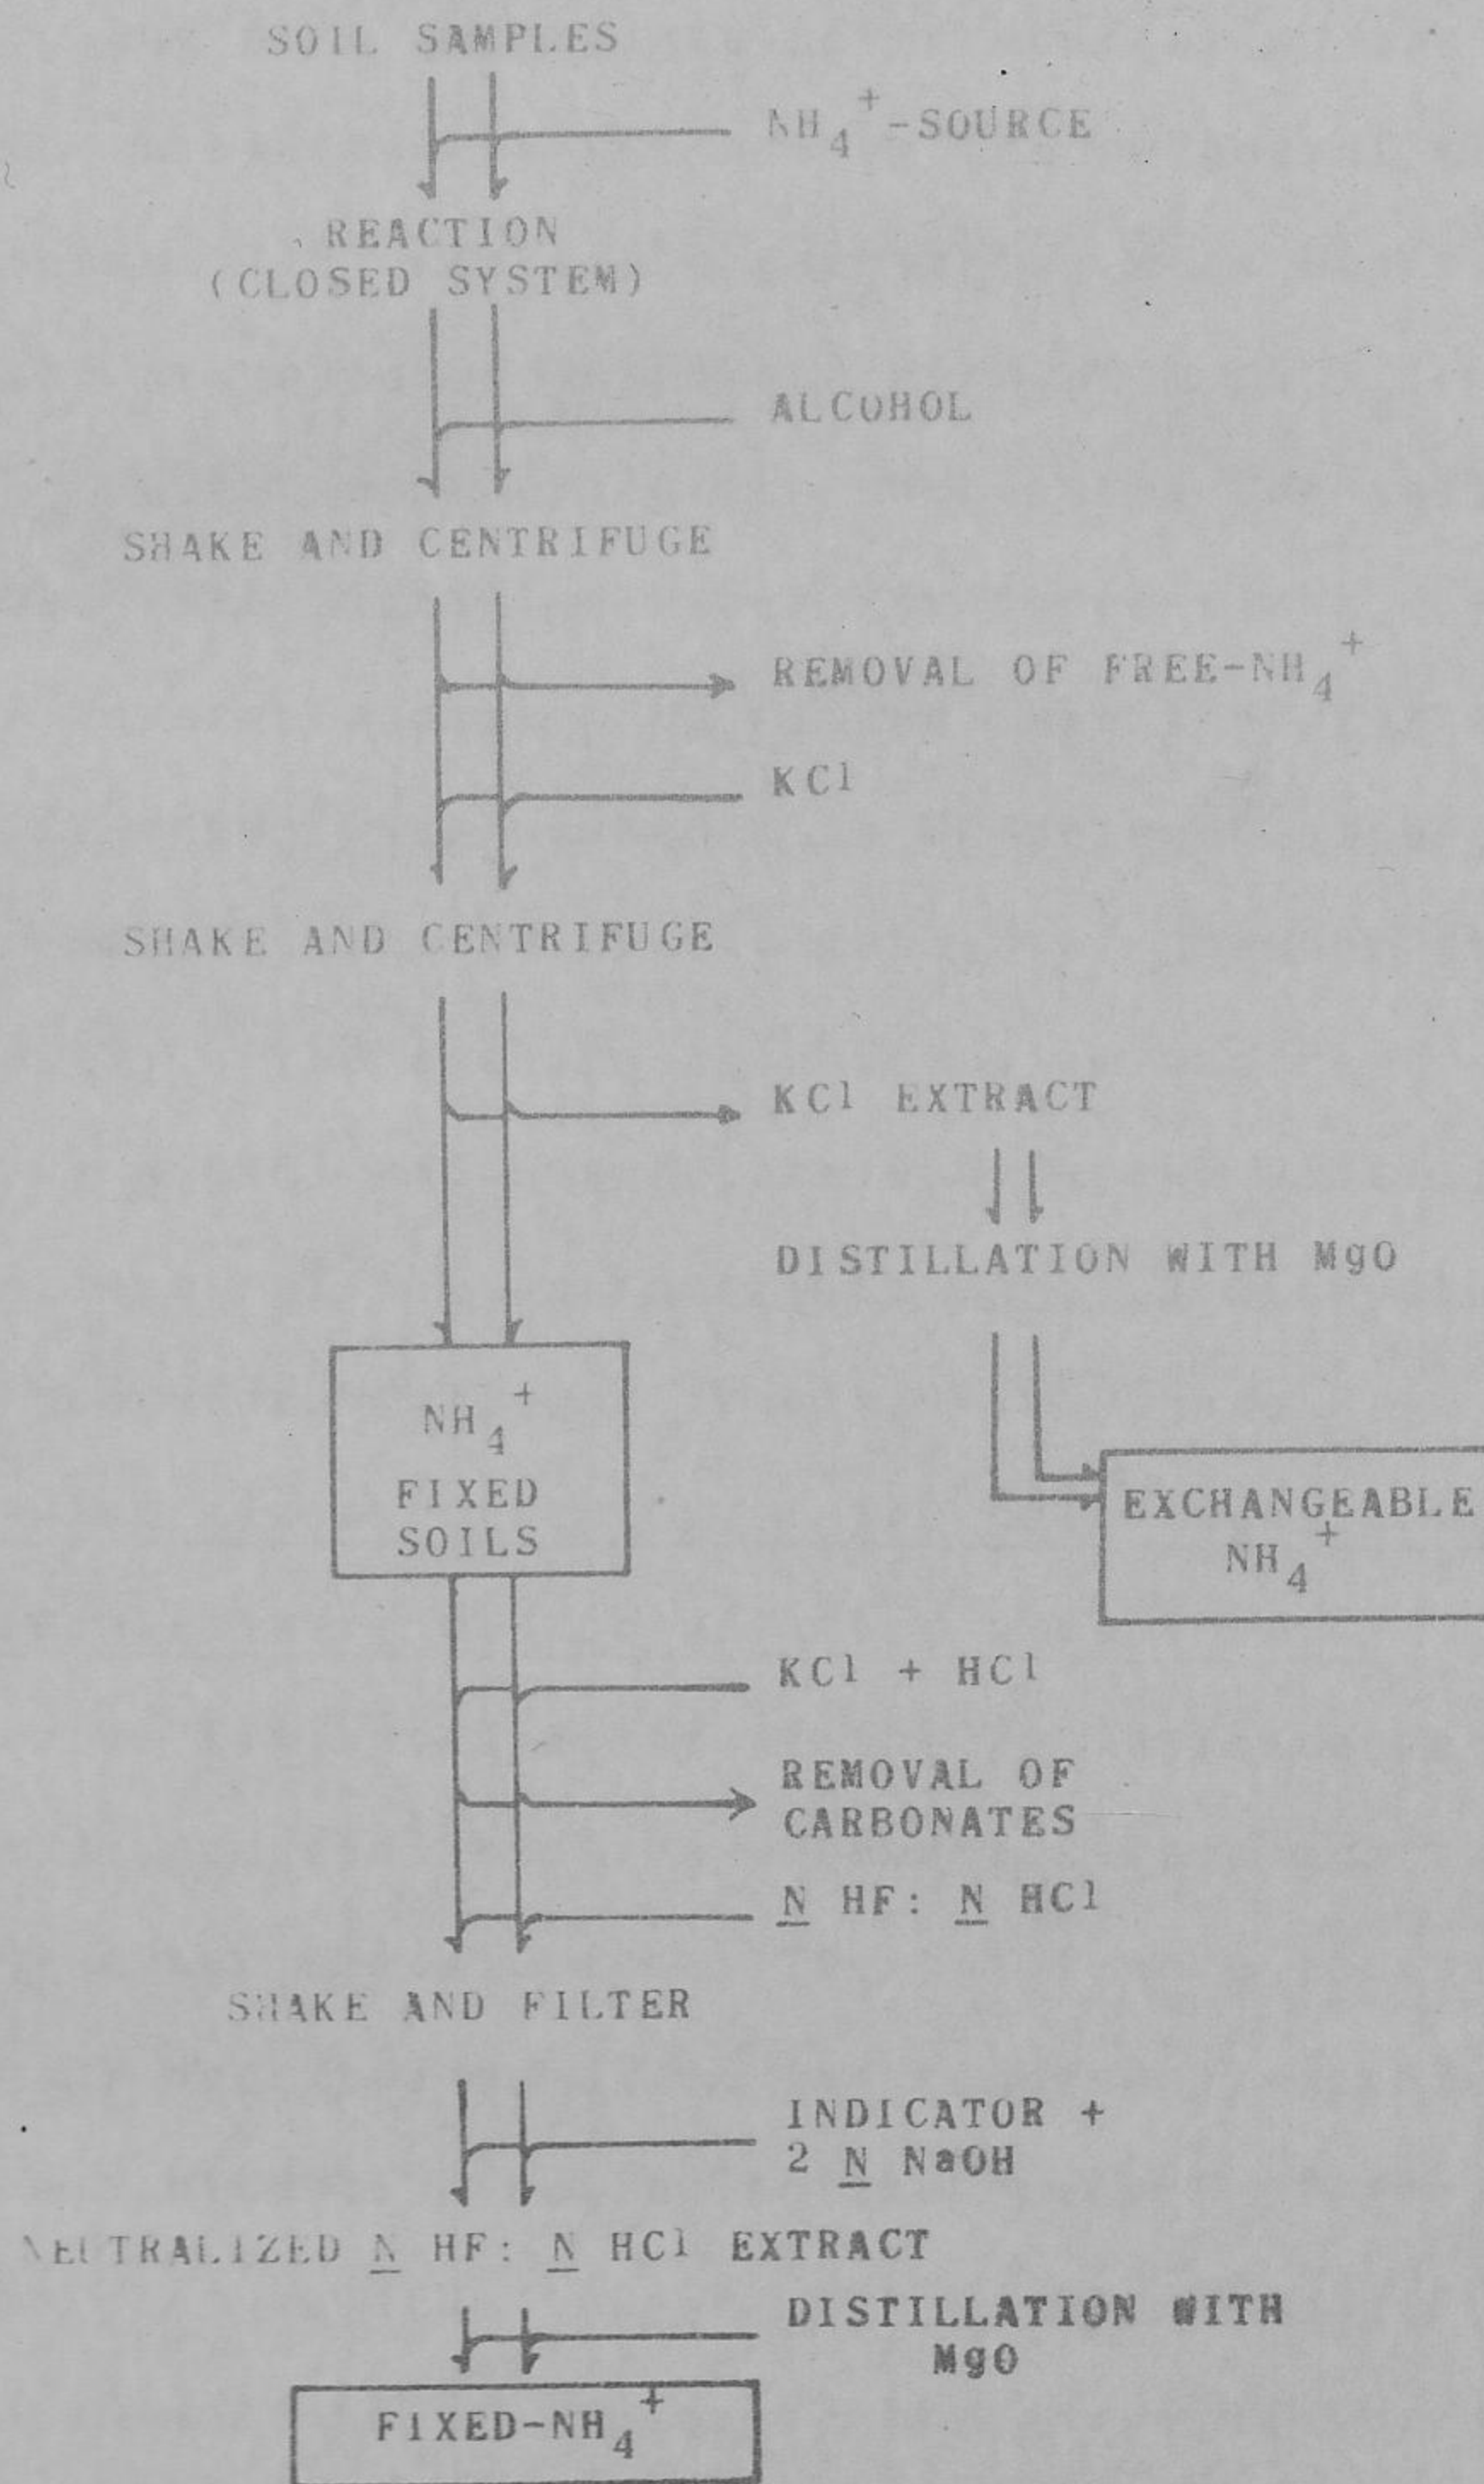 SOIL SAMPLES
NH₄⁺-SOURCE
REACTION
(CLOSED SYSTEM)
ALCOHOL
SHAKE AND CENTRIFUGE
REMOVAL OF FREE-NH₄⁺
KCl
SHAKE AND CENTRIFUGE
KCl EXTRACT
DISTILLATION WITH MgO
NH₄⁺
FIXED
SOILS
EXCHANGEABLE
NH₄⁺
KCl + HCl
REMOVAL OF
CARBONATES
N HF: N HCl
SHAKE AND FILTER
INDICATOR +
2 N NaOH
NEUTRALIZED N HF: N HCl EXTRACT
DISTILLATION WITH
MgO
FIXED-NH₄⁺